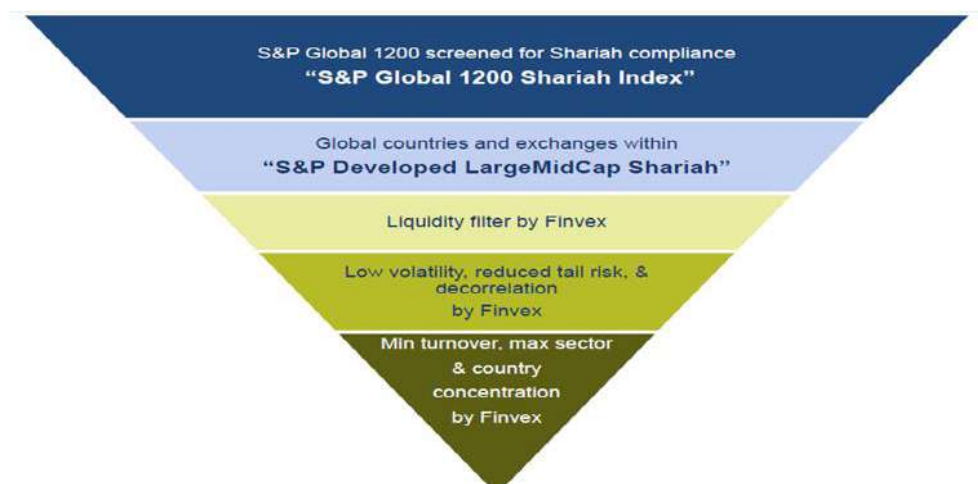 S&P Global 1200 screened for Shariah compliance
“S&P Global 1200 Shariah Index”
Global countries and exchanges within
“S&P Developed LargeMidCap Shariah”
Liquidity filter by Finvex
Low volatility, reduced tail risk, &
decorrelation
by Finvex
Min turnover, max sector
& country
concentration
by Finvex